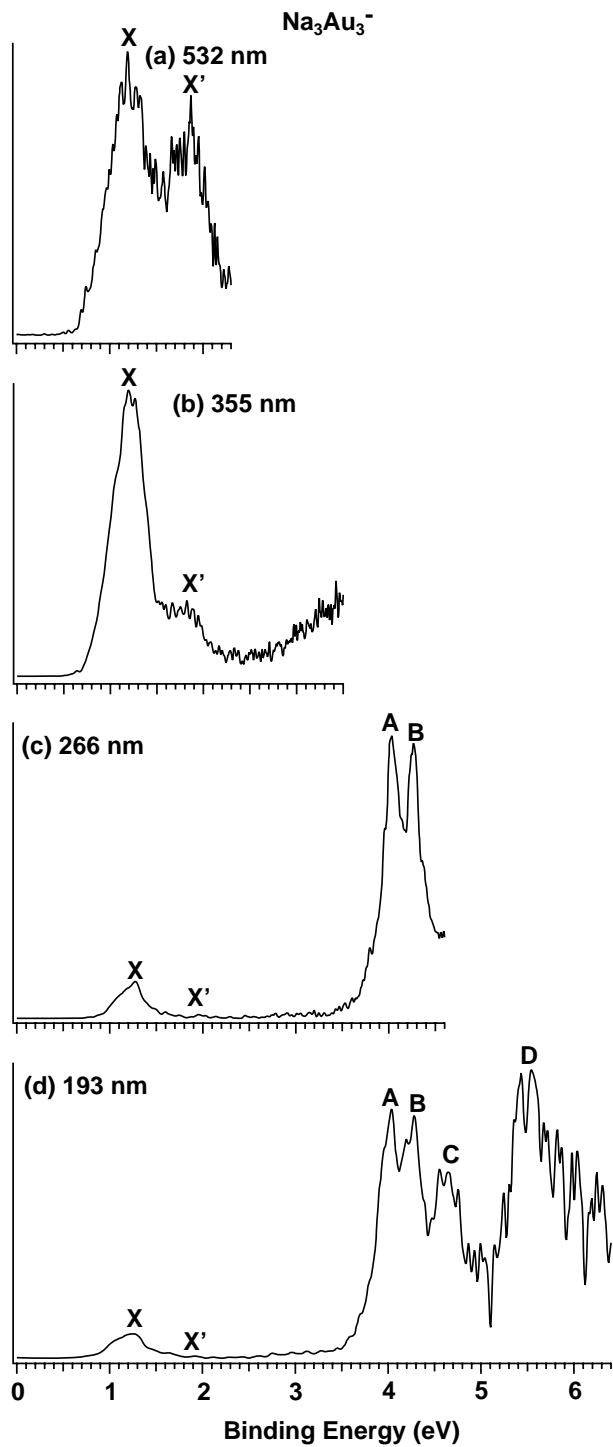 Na₃Au₃⁻
X
(a) 532 nm
X’
X
(b) 355 nm
X’
(c) 266 nm
A
B
X
X’
(d) 193 nm
A
B
C
D
X
X’
0 1 2 3 4 5 6
Binding Energy (eV)